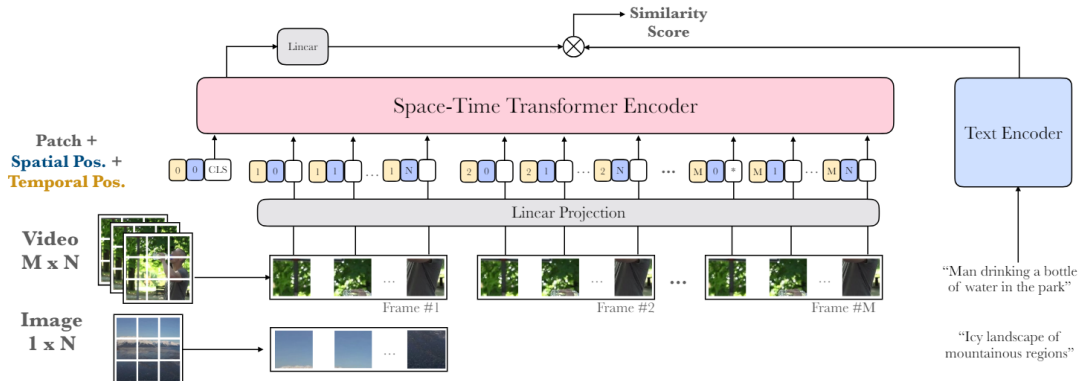 Similarity
Score
Linear
Space-Time Transformer Encoder
Text Encoder
Patch +
Spatial Pos. +
Temporal Pos.
0 0 CLS
1 0
1 1
...
1 N
2 0
2 1
...
2 N
...
M 0 *
M 1
...
M N
Linear Projection
Video
M x N
...
Frame #1
...
Frame #2
...
...
Frame #M
“Man drinking a bottle
of water in the park”
Image
1 x N
...
“Icy landscape of
mountainous regions”